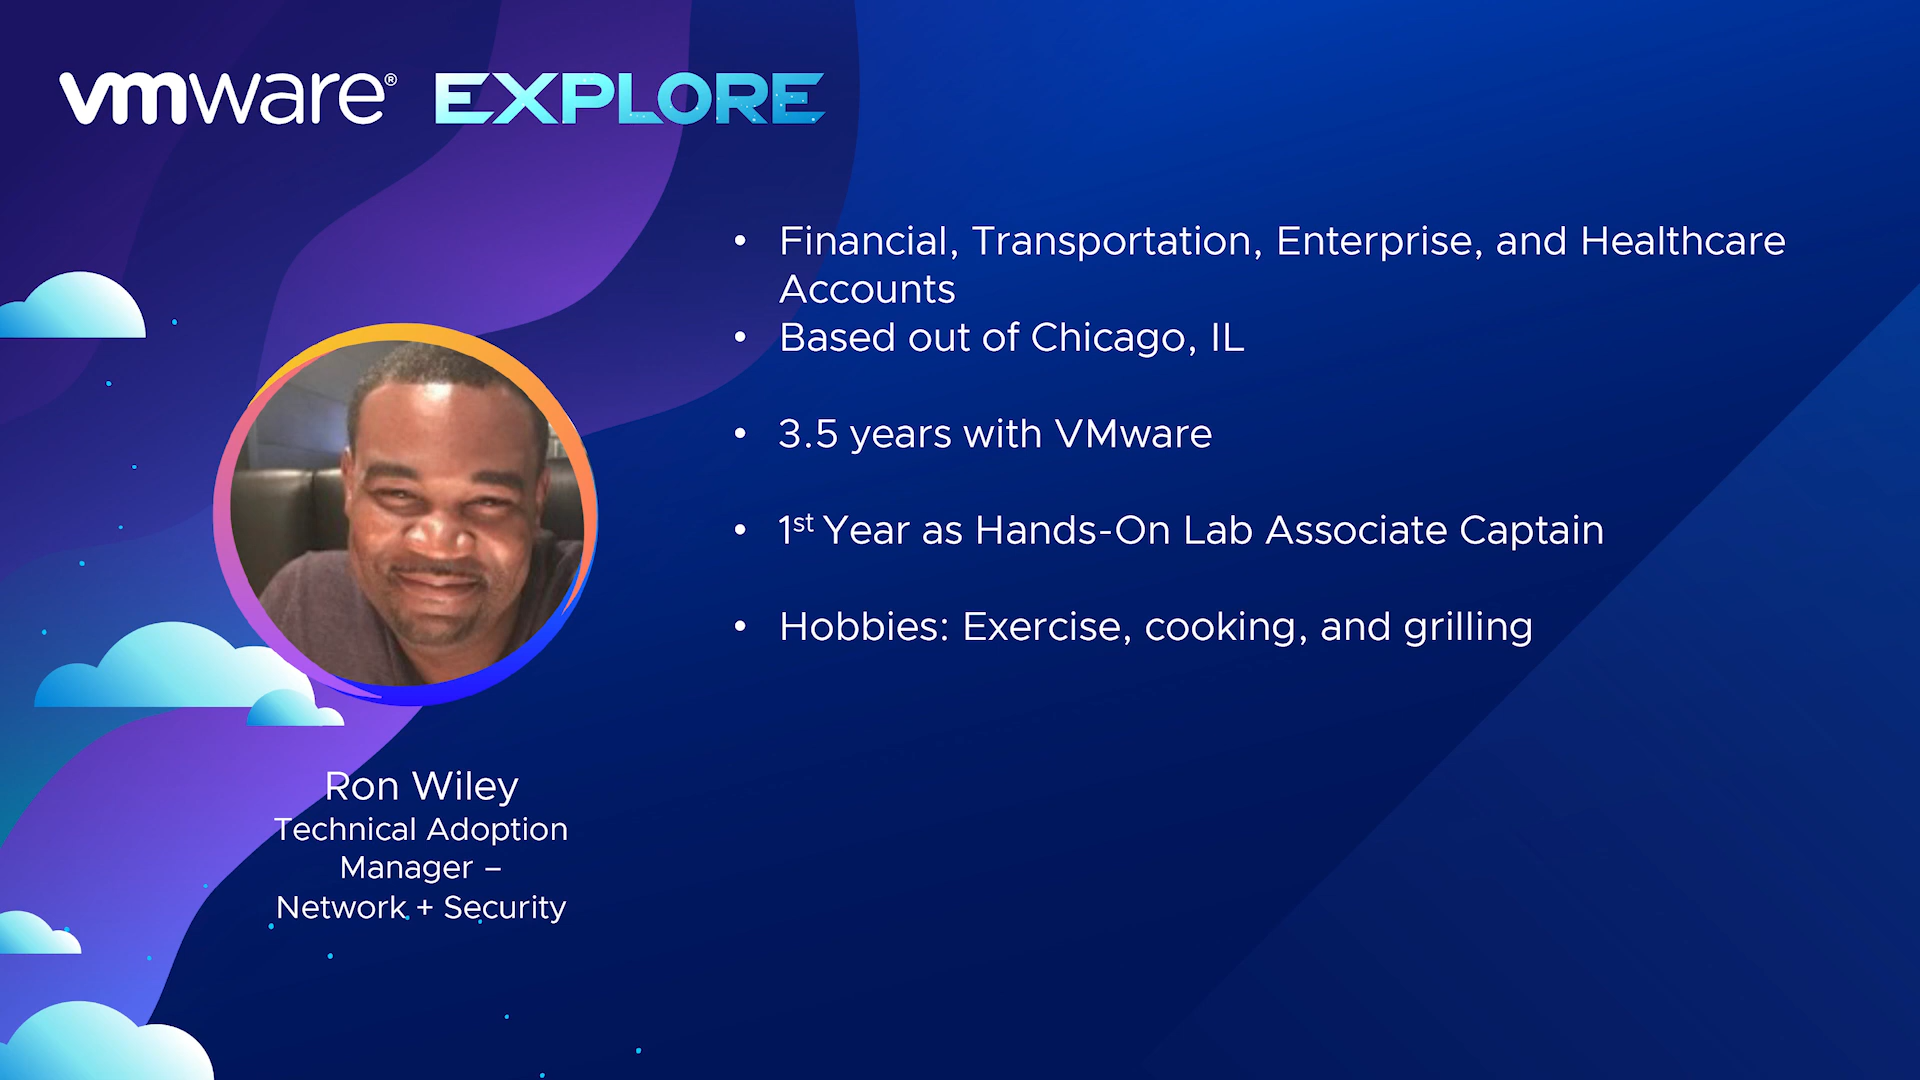 vmware® EXPLORE
• Financial, Transportation, Enterprise, and Healthcare
Accounts
• Based out of Chicago, IL
• 3.5 years with VMware
• 1st Year as Hands-On Lab Associate Captain
• Hobbies: Exercise, cooking, and grilling
Ron Wiley
Technical Adoption
Manager –
Network + Security